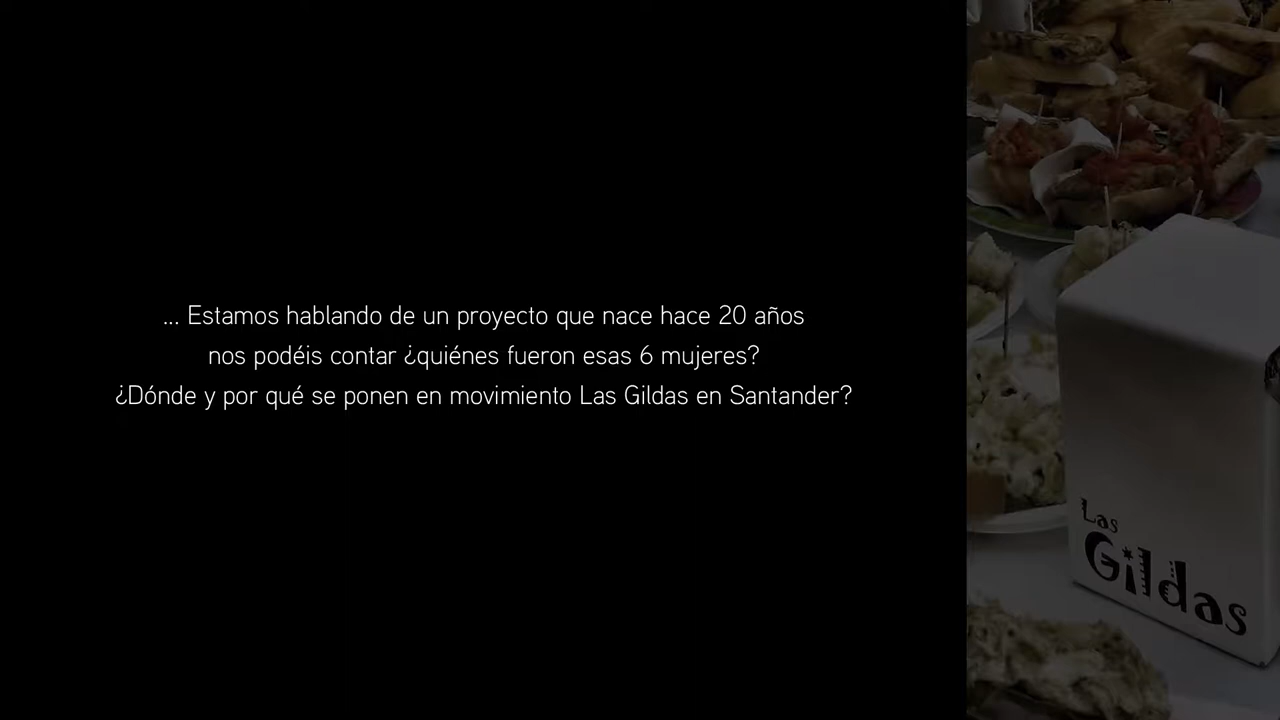 ... Estamos hablando de un proyecto que nace hace 20 años
nos podéis contar ¿quiénes fueron esas 6 mujeres?
¿Dónde y por qué se ponen en movimiento Las Gildas en Santander?
Las
Gildas